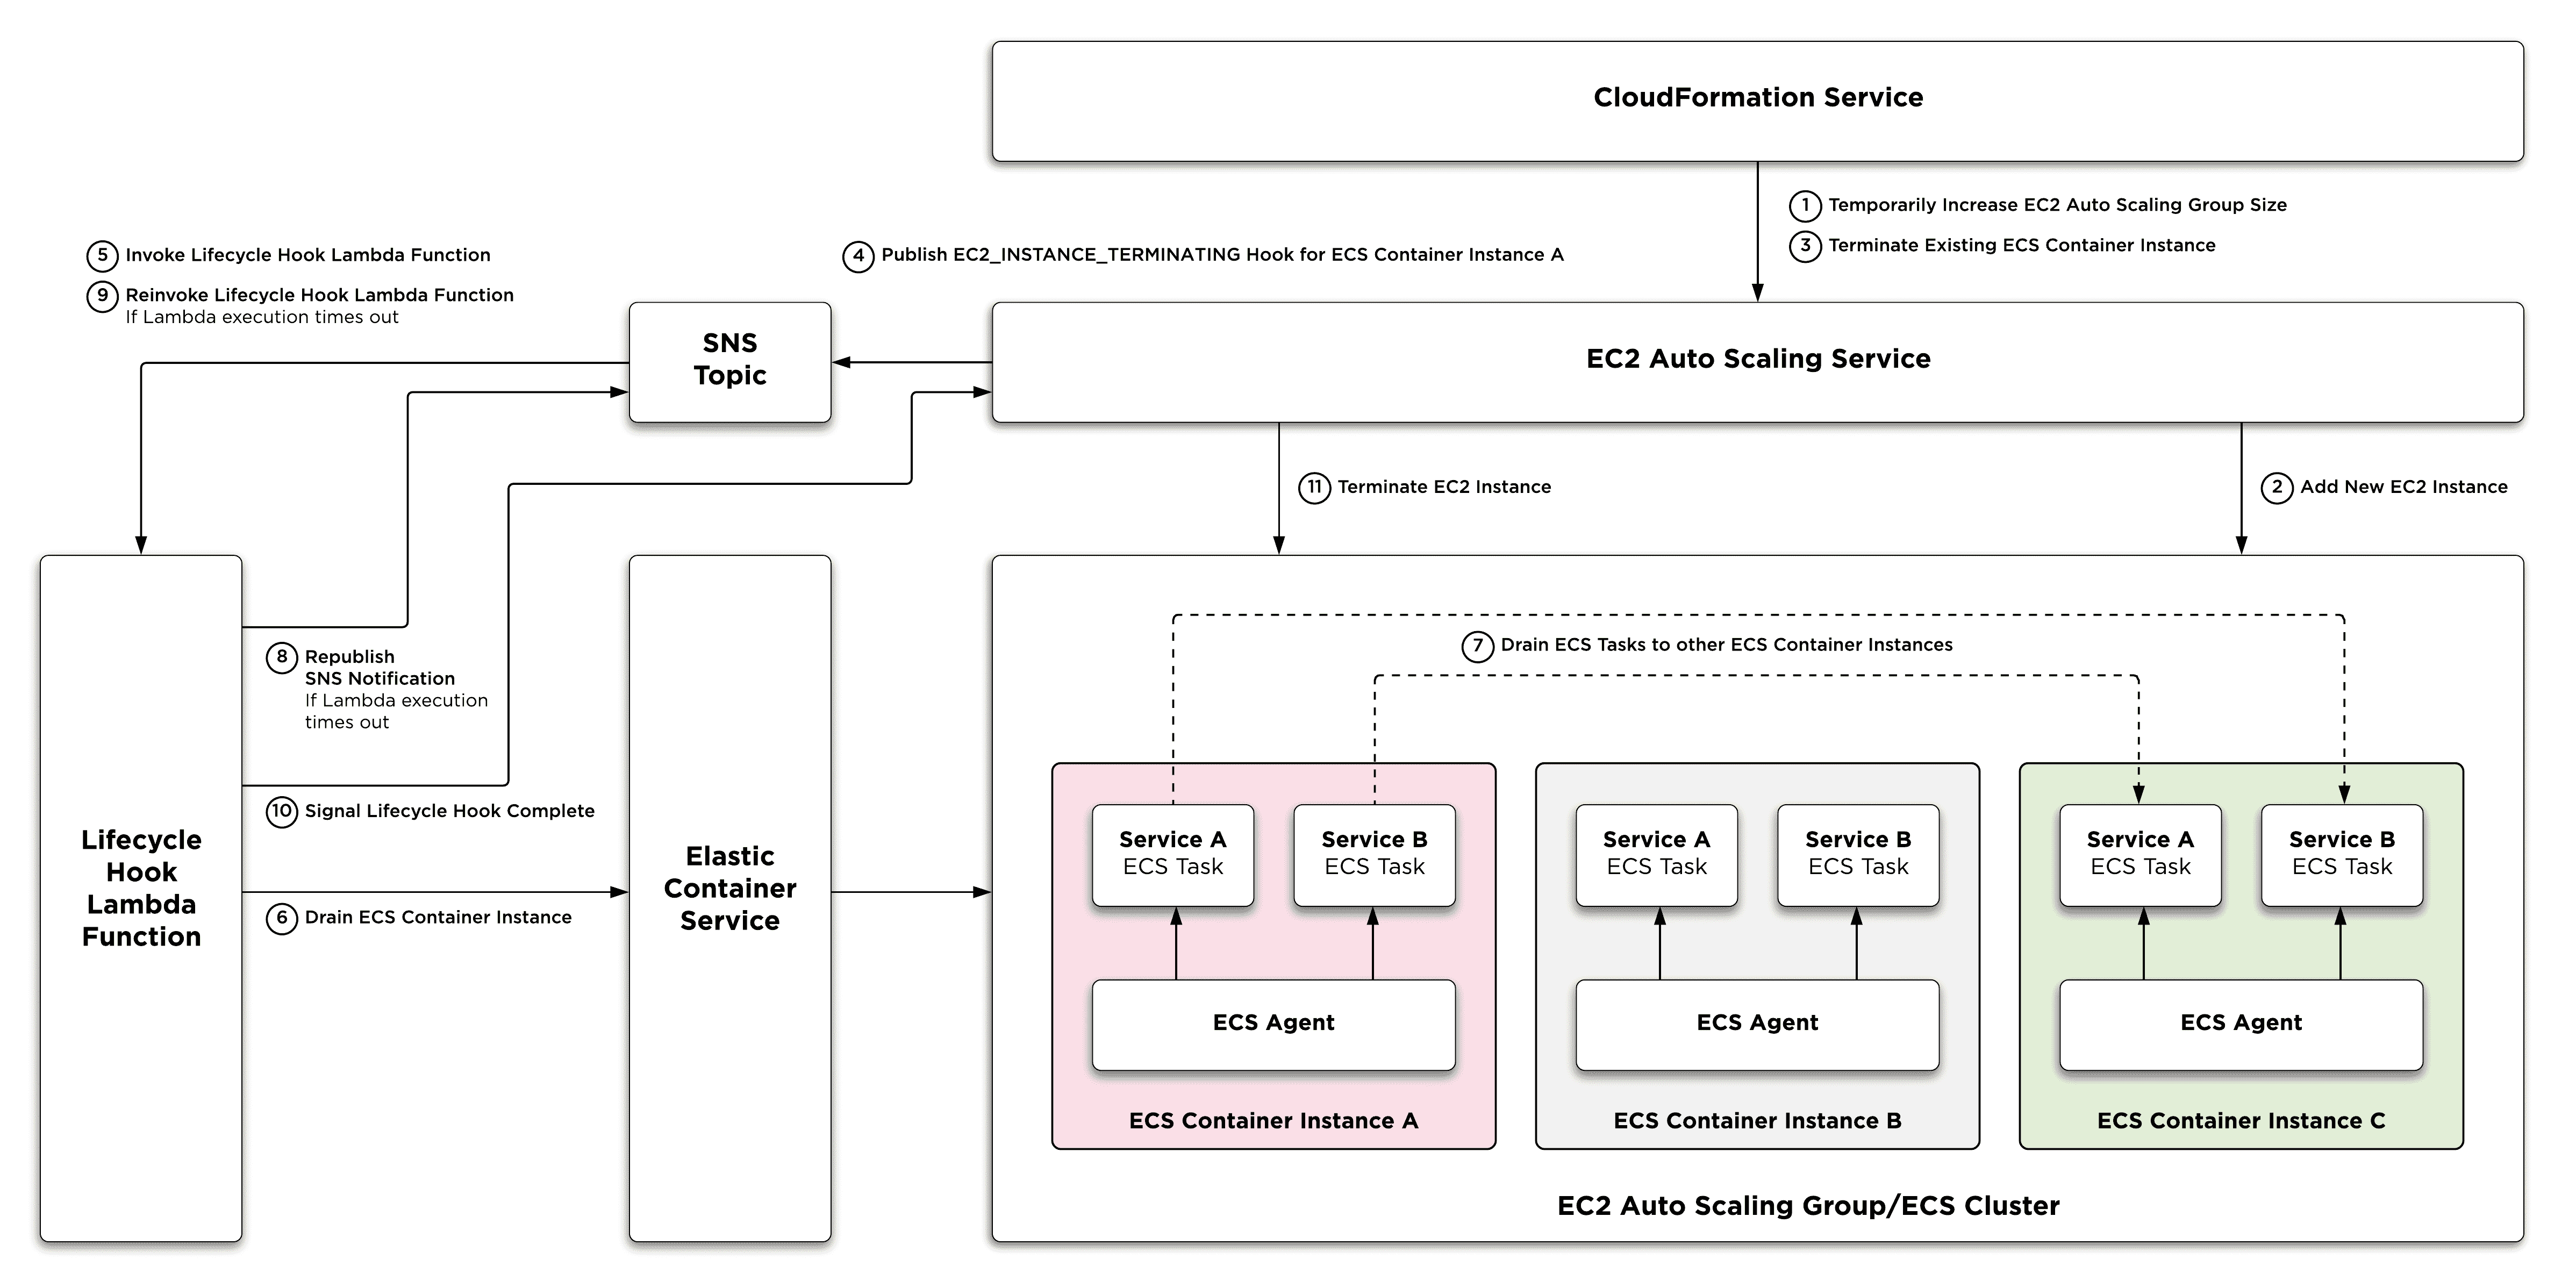 CloudFormation Service
1 Temporarily Increase EC2 Auto Scaling Group Size
3 Terminate Existing ECS Container Instance
5 Invoke Lifecycle Hook Lambda Function
9 Reinvoke Lifecycle Hook Lambda Function
If Lambda execution times out
4 Publish EC2_INSTANCE_TERMINATING Hook for ECS Container Instance A
SNS
Topic
EC2 Auto Scaling Service
11 Terminate EC2 Instance
2 Add New EC2 Instance
8 Republish
SNS Notification
If Lambda execution
times out
10 Signal Lifecycle Hook Complete
6 Drain ECS Container Instance
Lifecycle
Hook
Lambda
Function
Elastic
Container
Service
7 Drain ECS Tasks to other ECS Container Instances
Service A
ECS Task
Service B
ECS Task
ECS Agent
ECS Container Instance A
Service A
ECS Task
Service B
ECS Task
ECS Agent
ECS Container Instance B
Service A
ECS Task
Service B
ECS Task
ECS Agent
ECS Container Instance C
EC2 Auto Scaling Group/ECS Cluster